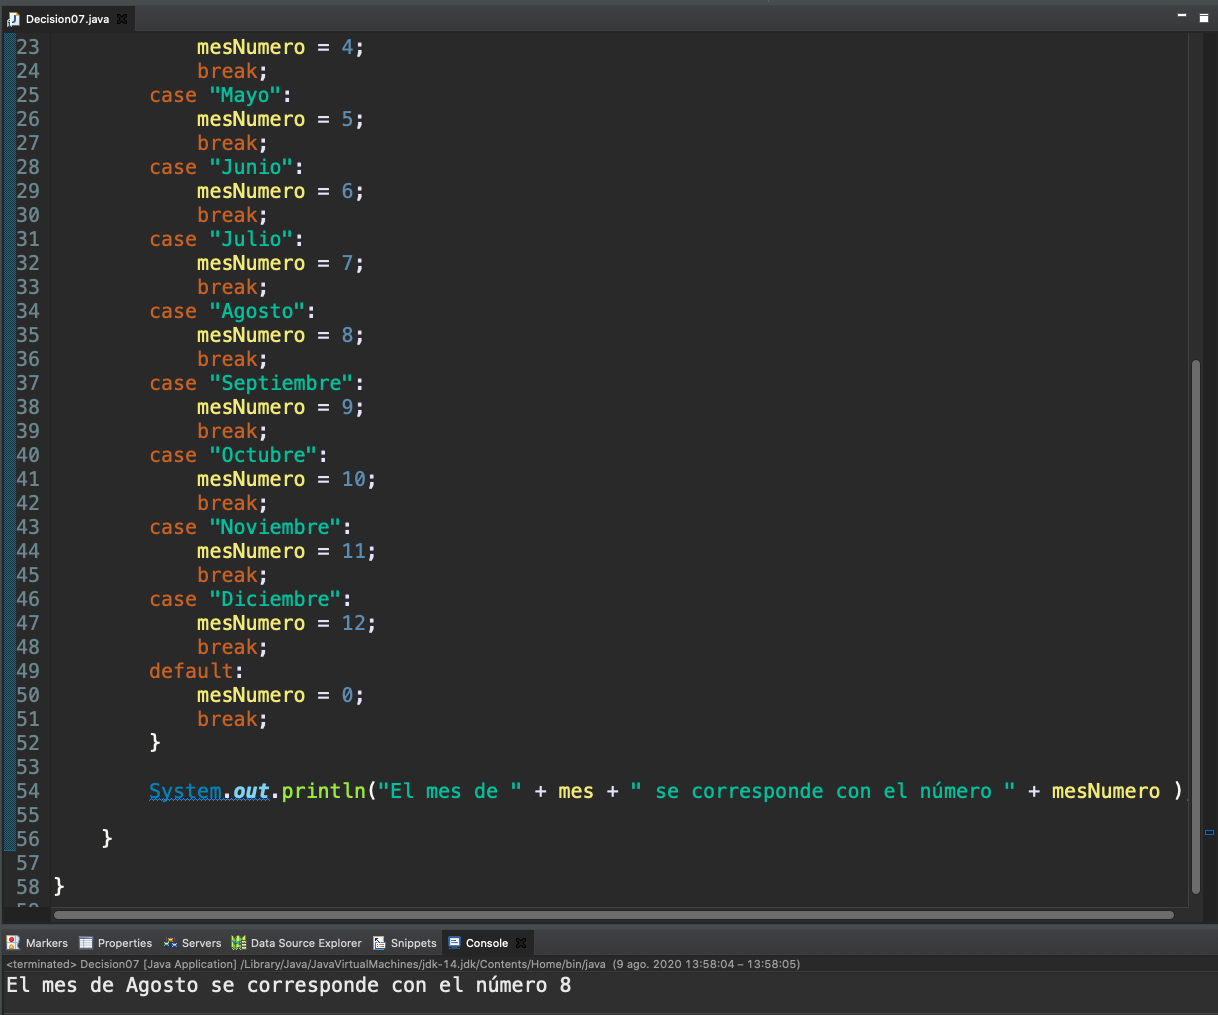 Decision07.java
23 mesNumero = 4;
24 break;
25 case "Mayo":
26 mesNumero = 5;
27 break;
28 case "Junio":
29 mesNumero = 6;
30 break;
31 case "Julio":
32 mesNumero = 7;
33 break;
34 case "Agosto":
35 mesNumero = 8;
36 break;
37 case "Septiembre":
38 mesNumero = 9;
39 break;
40 case "Octubre":
41 mesNumero = 10;
42 break;
43 case "Noviembre":
44 mesNumero = 11;
45 break;
46 case "Diciembre":
47 mesNumero = 12;
48 break;
49 default:
50 mesNumero = 0;
51 break;
52 }
53
54 System.out.println("El mes de " + mes + " se corresponde con el número " + mesNumero )
55
56 }
57
58 }
Markers Properties Servers Data Source Explorer Snippets Console
<terminated> Decision07 [Java Application] /Library/Java/JavaVirtualMachines/jdk-14.jdk/Contents/Home/bin/java (9 ago. 2020 13:58:04 – 13:58:05)
El mes de Agosto se corresponde con el número 8